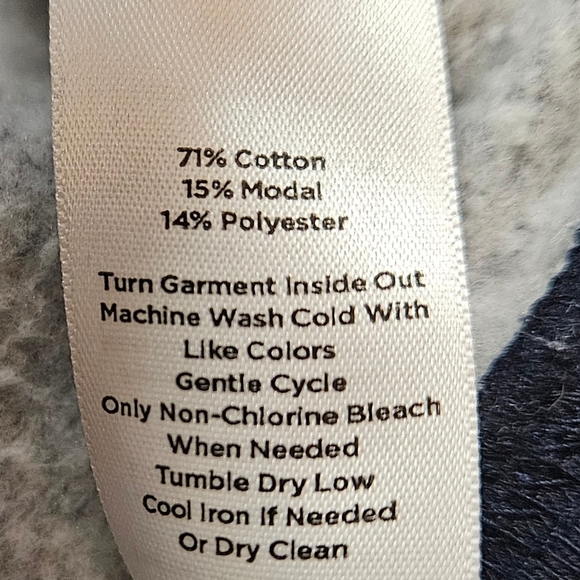 71% Cotton
15% Modal
14% Polyester
Turn Garment Inside Out
Machine Wash Cold With
Like Colors
Gentle Cycle
Only Non-Chlorine Bleach
When Needed
Tumble Dry Low
Cool Iron If Needed
Or Dry Clean